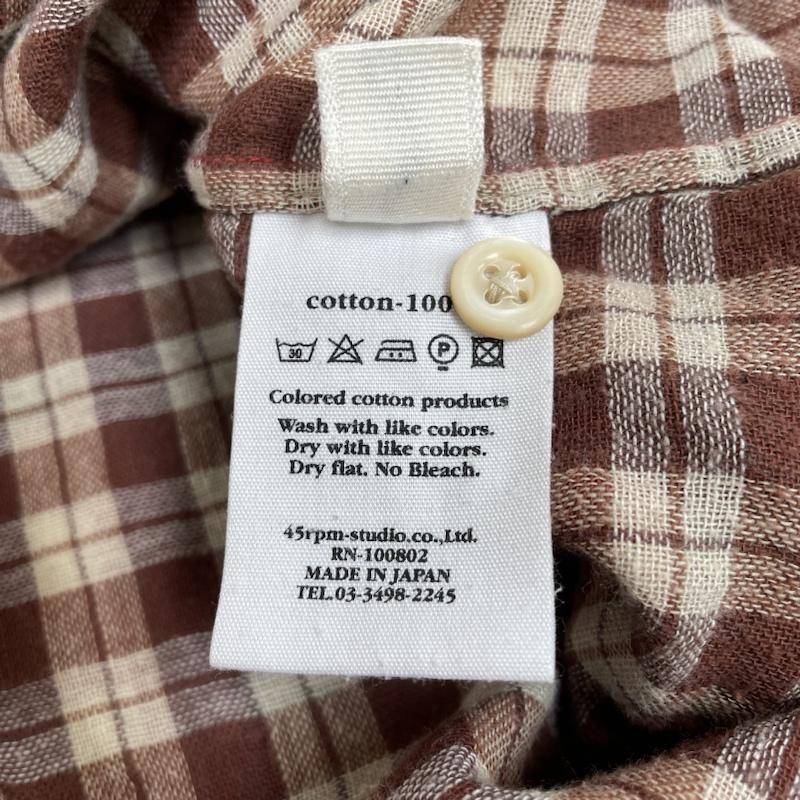 cotton-100
30 P
Colored cotton products
Wash with like colors.
Dry with like colors.
Dry flat. No Bleach.
45rpm-studio.co.,Ltd.
RN-100802
MADE IN JAPAN
TEL.03-3498-2245